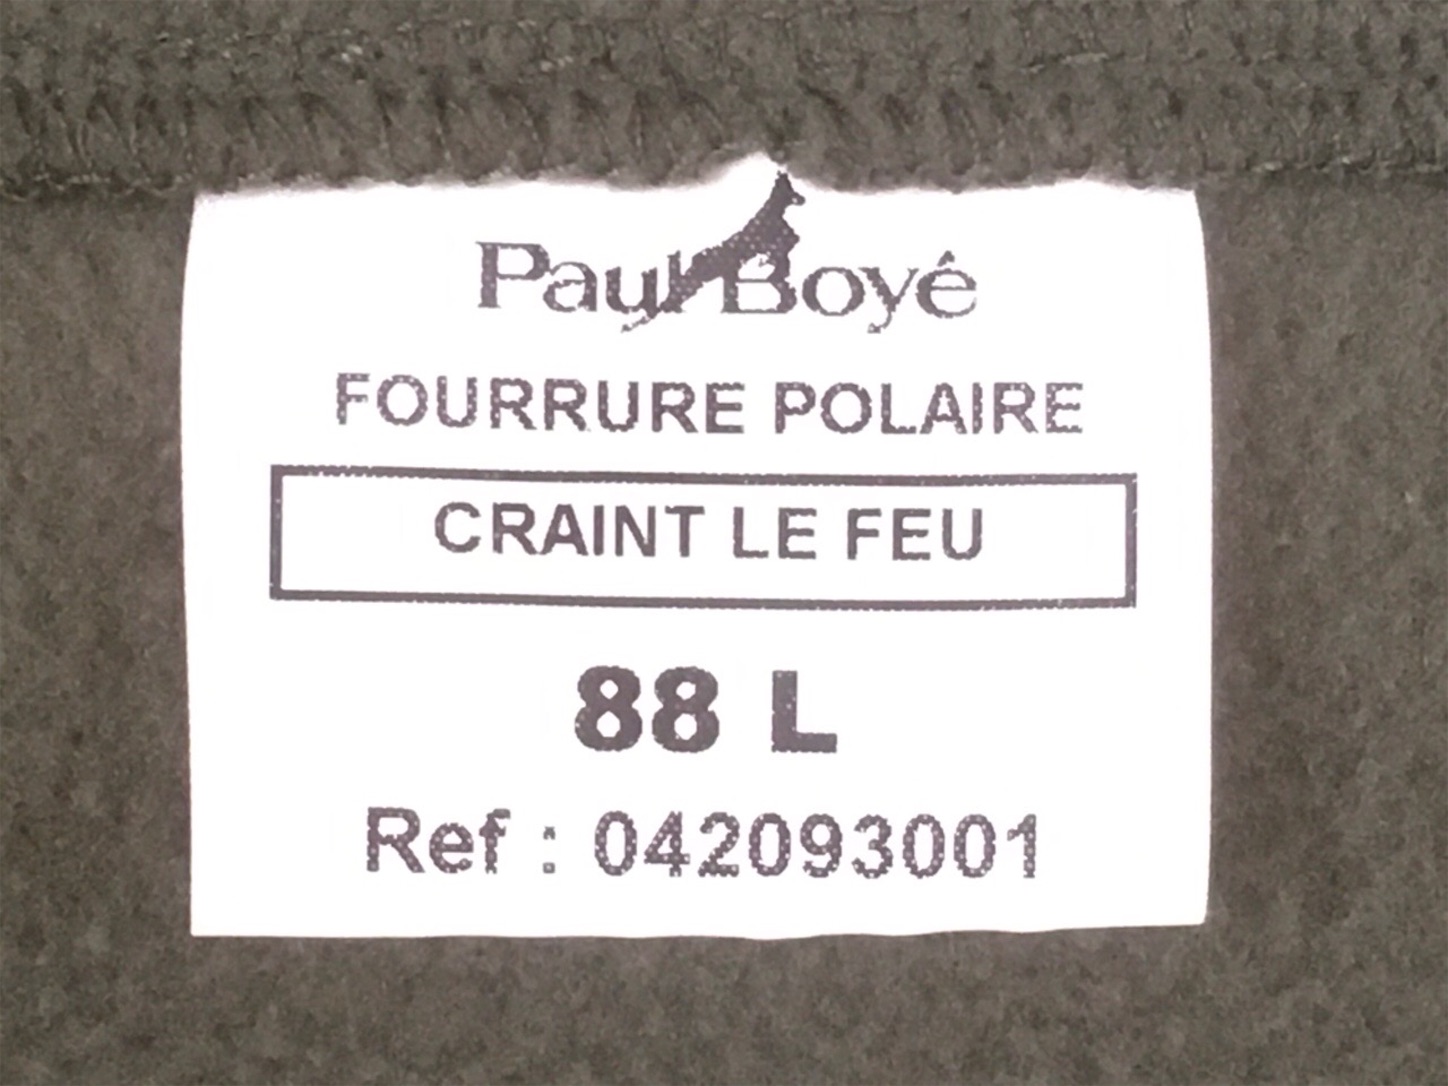 Paul Boyé
FOURRURE POLAIRE
CRAINT LE FEU
88 L
Ref : 042093001